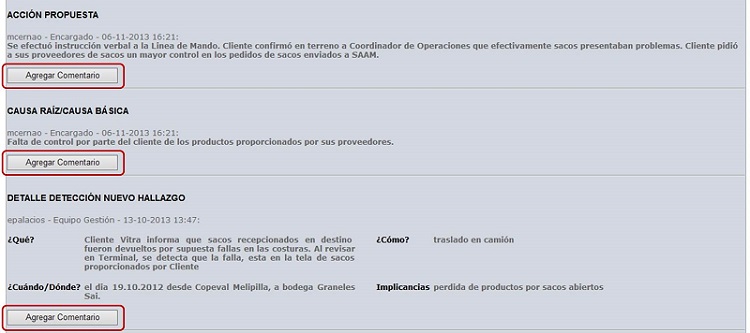 ACCIÓN PROPUESTA
mcernao - Encargado - 06-11-2013 16:21:
Se efectuó instrucción verbal a la Línea de Mando. Cliente confirmó en terreno a Coordinador de Operaciones que efectivamente sacos presentaban problemas. Cliente pidió
a sus proveedores de sacos un mayor control en los pedidos de sacos enviados a SAAM.
Agregar Comentario
CAUSA RAÍZ/CAUSA BÁSICA
mcernao - Encargado - 06-11-2013 16:21:
Falta de control por parte del cliente de los productos proporcionados por sus proveedores.
Agregar Comentario
DETALLE DETECCIÓN NUEVO HALLAZGO
epalacios - Equipo Gestión - 13-10-2013 13:47:
¿Qué? Cliente Vitra informa que sacos recepcionados en destino
fueron devueltos por supuesta fallas en las costuras. Al revisar
en Terminal, se detecta que la falla, esta en la tela de sacos
proporcionados por Cliente
¿Cómo? traslado en camión
¿Cuándo/Dónde? el dia 19.10.2012 desde Copeval Melipilla, a bodega Graneles
Sai.
Implicancias perdida de productos por sacos abiertos
Agregar Comentario